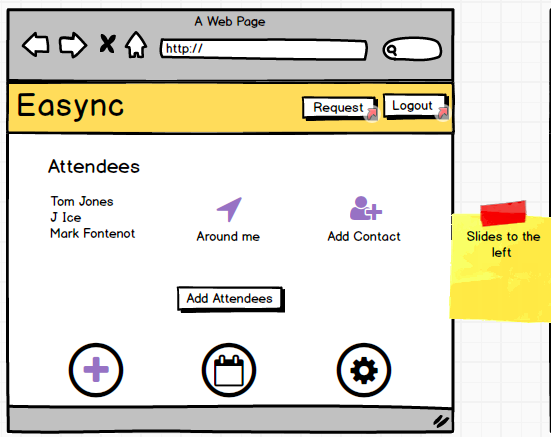 A Web Page
http://
Easync
Request
Logout
Attendees
Tom Jones
J Ice
Mark Fontenot
Around me
Add Contact
Add Attendees
Slides to the
left